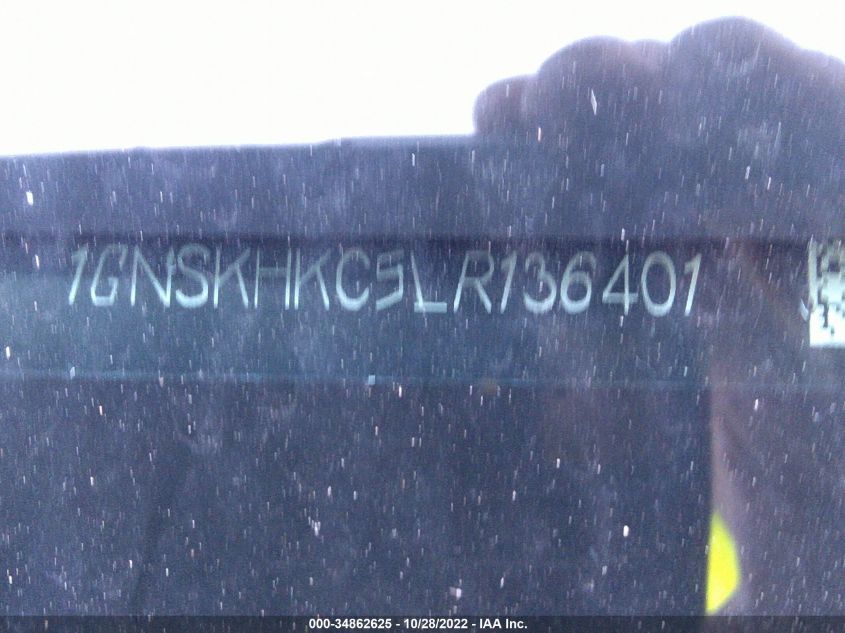 1GNSKHKC5LR136401
000-34862625 - 10/28/2022 - IAA Inc.